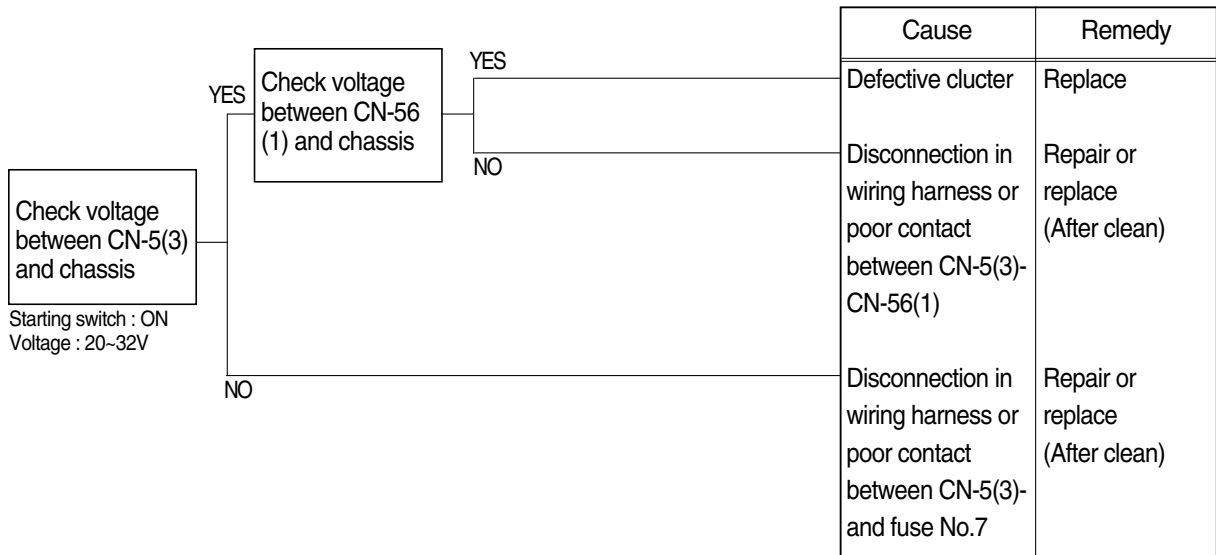 Cause
Remedy
YES
Check voltage
between CN-56
(1) and chassis
YES
Defective clucter
Replace
NO
Disconnection in
wiring harness or
poor contact
between CN-5(3)-
CN-56(1)
Repair or
replace
(After clean)
Check voltage
between CN-5(3)
and chassis
Starting switch : ON
Voltage : 20~32V
NO
Disconnection in
wiring harness or
poor contact
between CN-5(3)-
and fuse No.7
Repair or
replace
(After clean)